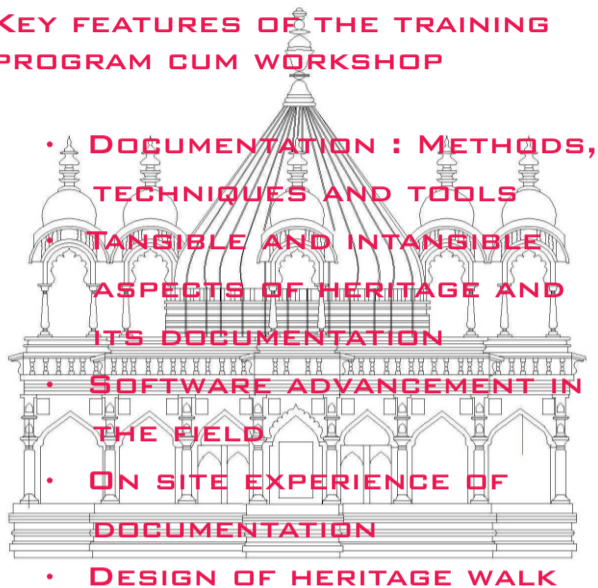 Key features of the training
program cum workshop
• Documentation : Methods,
techniques and tools
• Tangible and intangible
aspects of heritage and
its documentation
• Software advancement in
the field
• On site experience of
documentation
• Design of heritage walk